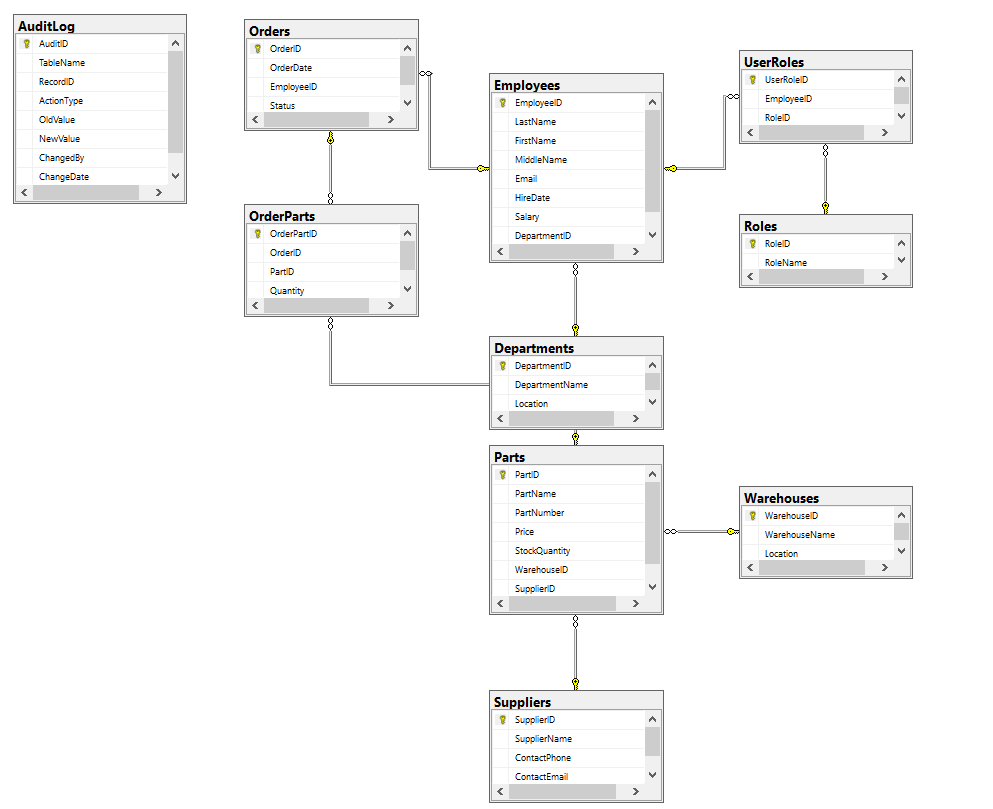 AuditLog
AuditID
TableName
RecordID
ActionType
OldValue
NewValue
ChangedBy
ChangeDate
Orders
OrderID
OrderDate
EmployeeID
Status
OrderParts
OrderPartID
OrderID
PartID
Quantity
Employees
EmployeeID
LastName
FirstName
MiddleName
Email
HireDate
Salary
DepartmentID
Departments
DepartmentID
DepartmentName
Location
Parts
PartID
PartName
PartNumber
Price
StockQuantity
WarehouseID
SupplierID
Suppliers
SupplierID
SupplierName
ContactPhone
ContactEmail
UserRoles
UserRoleID
EmployeeID
RoleID
Roles
RoleID
RoleName
Warehouses
WarehouseID
WarehouseName
Location